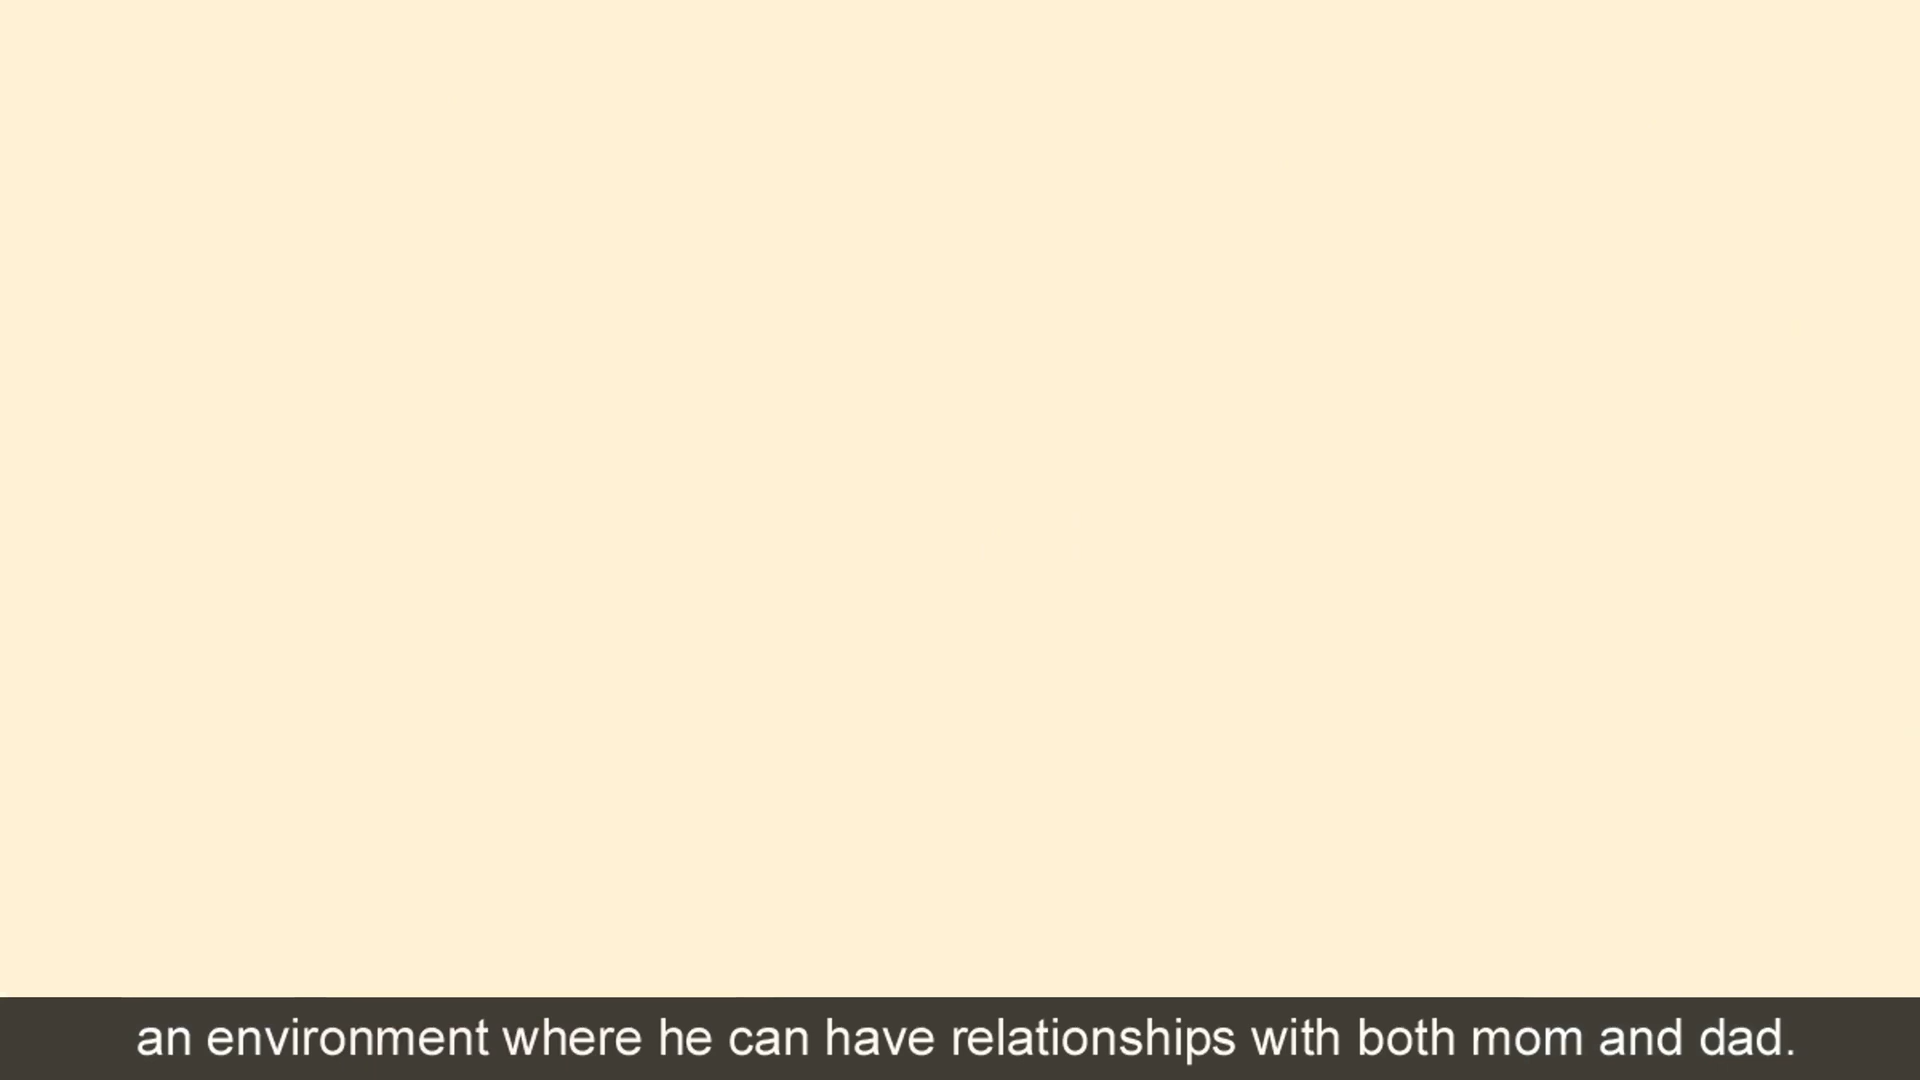 an environment where he can have relationships with both mom and dad.